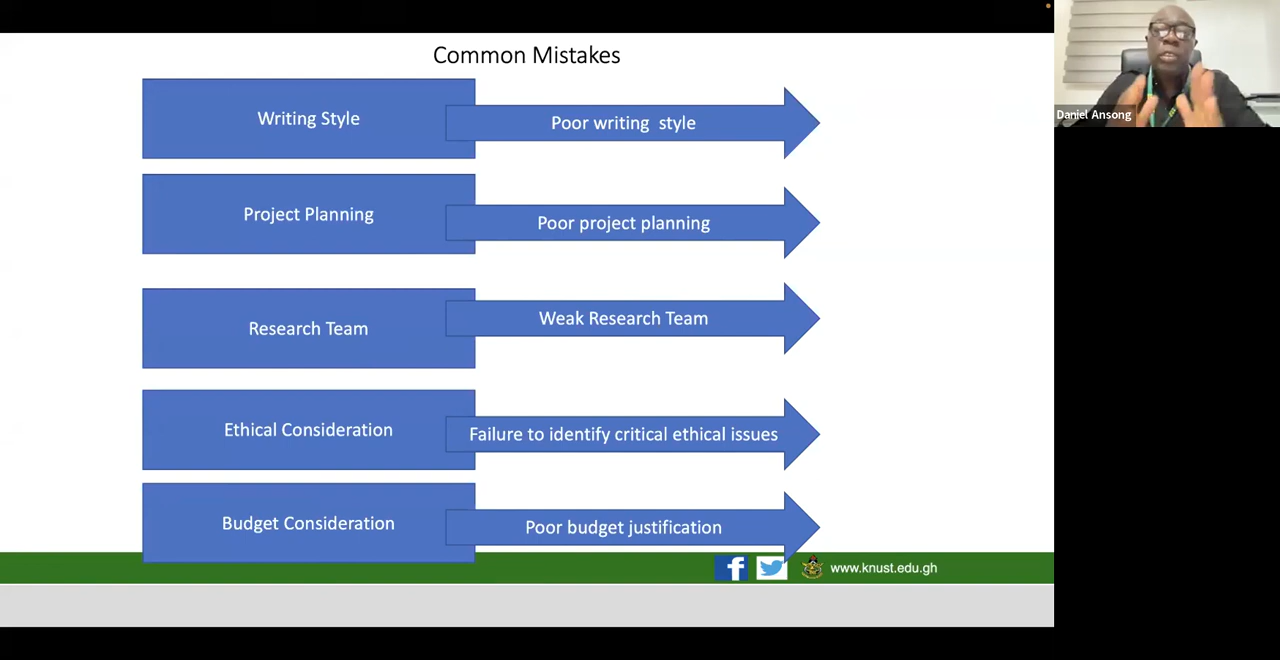 Common Mistakes
Writing Style
Poor writing style
Project Planning
Poor project planning
Research Team
Weak Research Team
Ethical Consideration
Failure to identify critical ethical issues
Budget Consideration
Poor budget justification
www.knust.edu.gh
Daniel Ansong